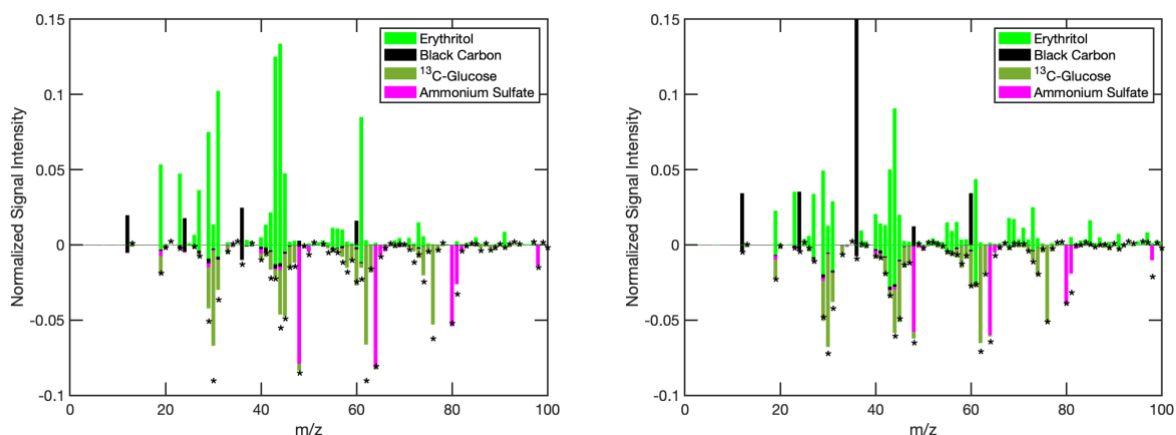 0.15
0.1
0.05
0
-0.05
-0.1
Normalized Signal Intensity
Erythritol
Black Carbon
¹³C-Glucose
Ammonium Sulfate
0 20 40 60 80 100
m/z
0.15
0.1
0.05
0
-0.05
-0.1
Normalized Signal Intensity
Erythritol
Black Carbon
¹³C-Glucose
Ammonium Sulfate
0 20 40 60 80 100
m/z